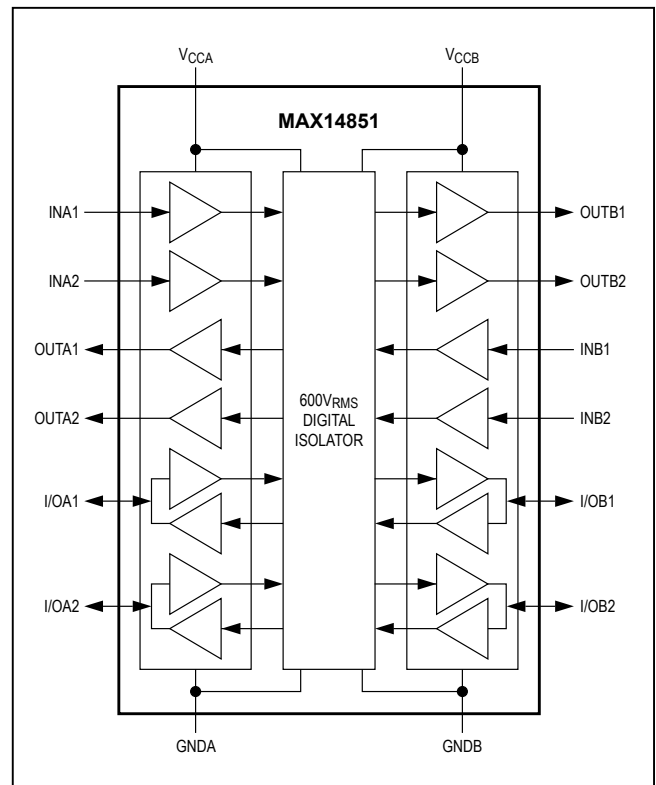 VCCA
VCCB
MAX14851
INA1
OUTB1
INA2
OUTB2
OUTA1
INB1
600VRMS
DIGITAL
ISOLATOR
OUTA2
INB2
I/OA1
I/OB1
I/OA2
I/OB2
GNDA
GNDB